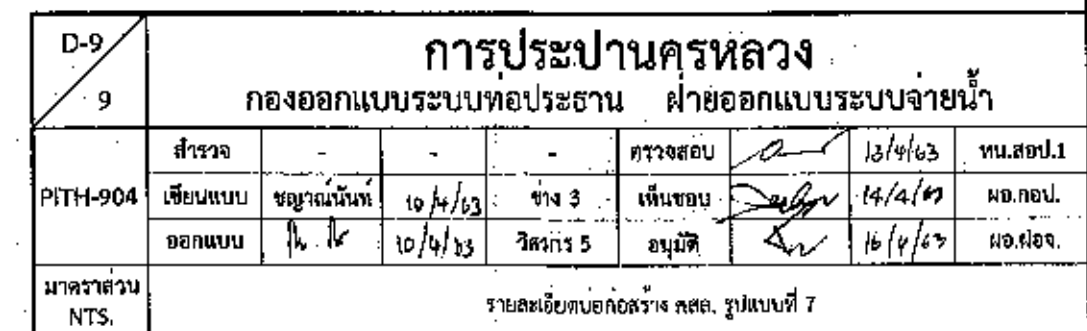 D-9
9
การประปานครหลวง
กองออกแบบระบบท่อประธาน ฝ่ายออกแบบระบบจ่ายน้ำ
PITH-904
สำรวจ - - - ตรวจสอบ 13/4/63 หน.สอป.1
เขียนแบบ ชญาณ์นันท์ 10/4/63 ช่าง 3 เห็นชอบ 14/4/63 ผอ.กอป.
ออกแบบ 10/4/63 วิศวกร 5 อนุมัติ 16/4/63 ผอ.ฝอจ.
มาตราส่วน
NTS.
รายละเอียดบ่อก่อสร้าง คสล. รูปแบบที่ 7